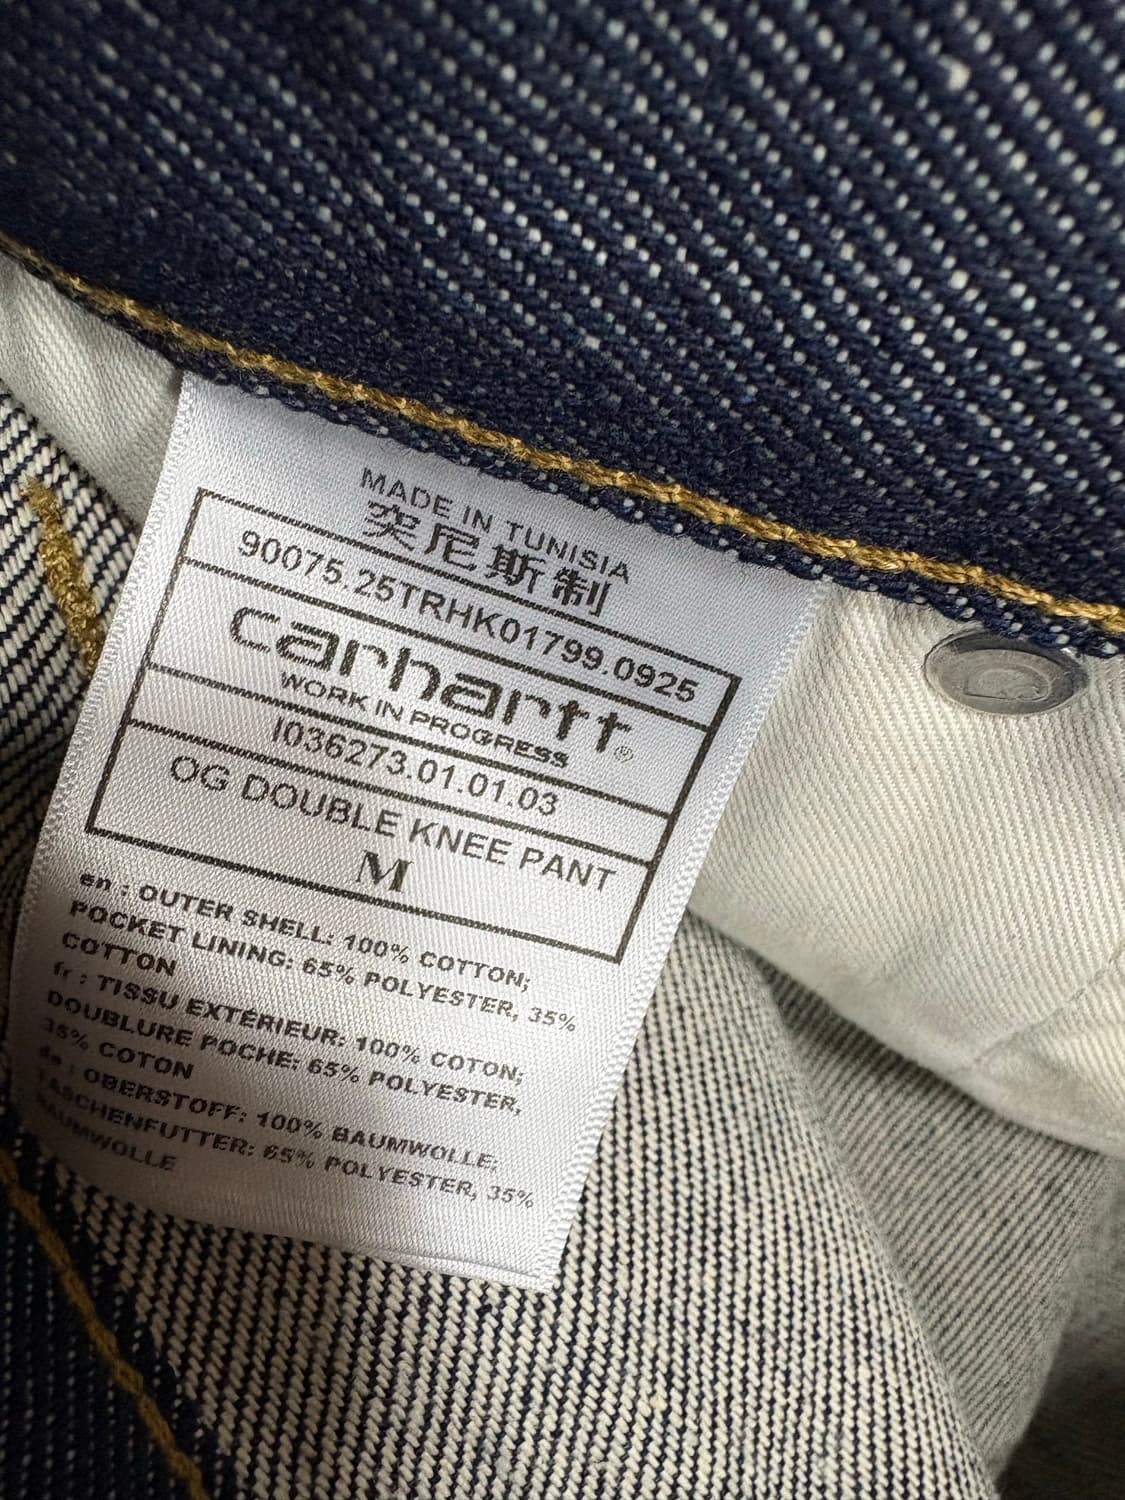 MADE IN TUNISIA
突尼斯制
90075.25TRHK01799.0925
carhartt®
WORK IN PROGRESS
I036273.01.01.03
OG DOUBLE KNEE PANT
M
en : OUTER SHELL: 100% COTTON;
POCKET LINING: 65% POLYESTER, 35%
COTTON
fr : TISSU EXTÉRIEUR: 100% COTON;
DOUBLURE POCHE: 65% POLYESTER,
35% COTON
de : OBERSTOFF: 100% BAUMWOLLE;
TASCHENFUTTER: 65% POLYESTER, 35%
BAUMWOLLE